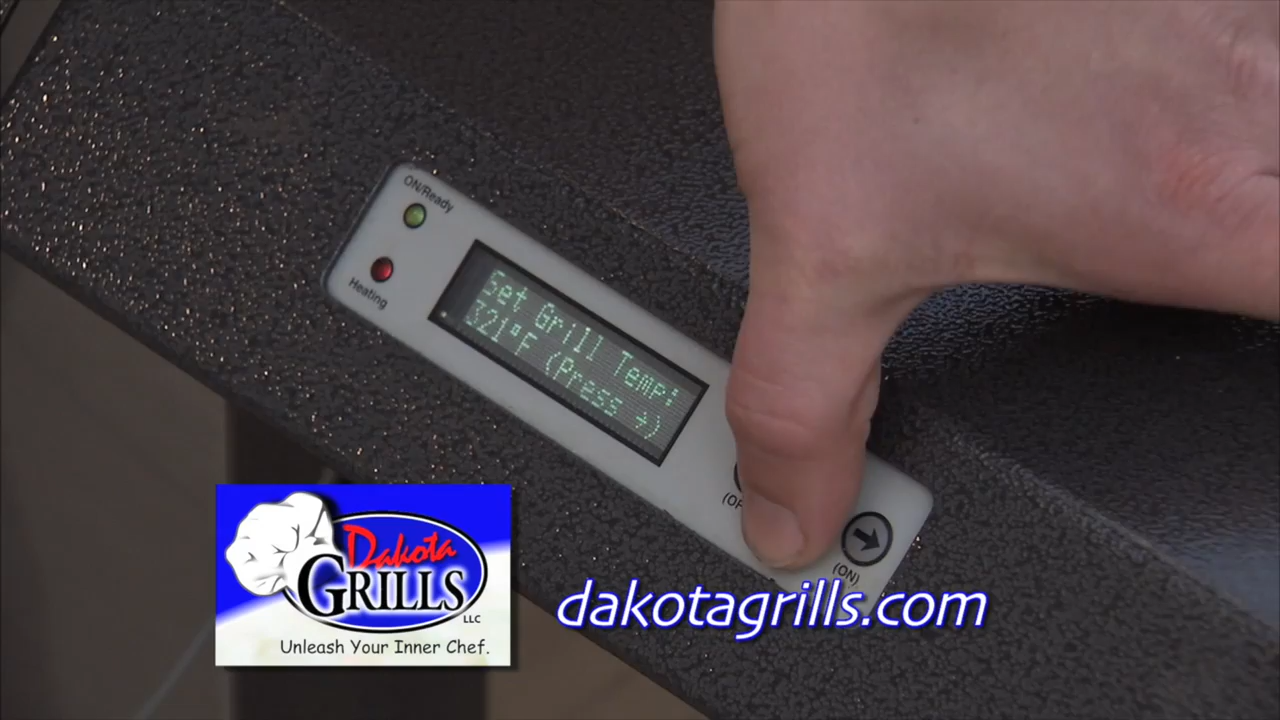 ON/Ready
Heating
Set Grill Temp:
321°F (Press →)
(ON)
Dakota
GRILLS
LLC
Unleash Your Inner Chef.
dakotagrills.com